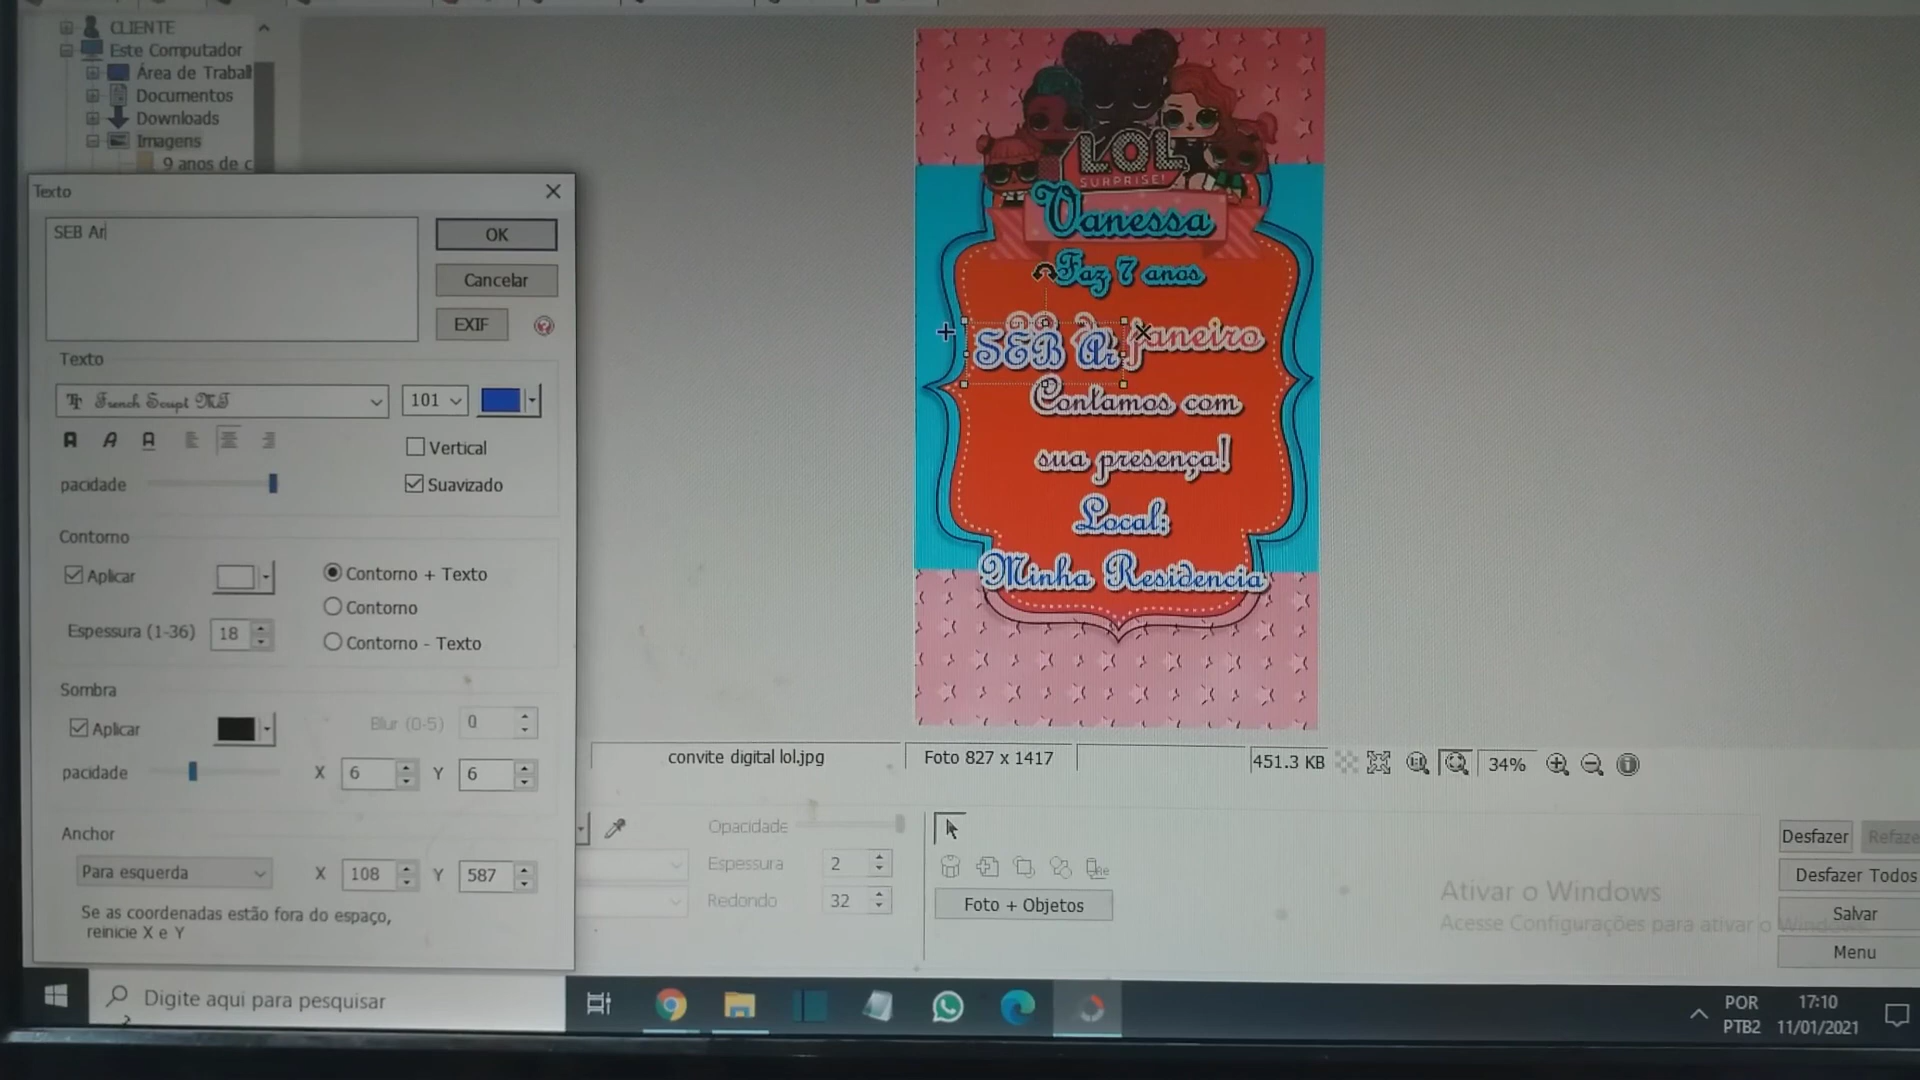 CLIENTE
Este Computador
Área de Trabal
Documentos
Downloads
Imagens
9 anos de c
Texto
SEB Ar
OK
Cancelar
EXIF
Texto
French Script MT
101
Vertical
pacidade
Suavizado
Contorno
Aplicar
Contorno + Texto
Contorno
Espessura (1-36)
18
Contorno - Texto
Sombra
Aplicar
Blur (0-5)
0
pacidade
X
6
Y
6
Anchor
Para esquerda
X
108
Y
587
Se as coordenadas estão fora do espaço,
reinicie X e Y
LOL
SURPRISE!
Vanessa
Faz 7 anos
janeiro
SEB Ar
Contamos com
sua presença!
Local:
Minha Residencia
convite digital lol.jpg
Foto 827 x 1417
451.3 KB
34%
Opacidade
Espessura
2
Redondo
32
Foto + Objetos
Desfazer
Refaze
Desfazer Todos
Salvar
Menu
Ativar o Windows
Acesse Configurações para ativar o Windows.
Digite aqui para pesquisar
POR
PTB2
17:10
11/01/2021